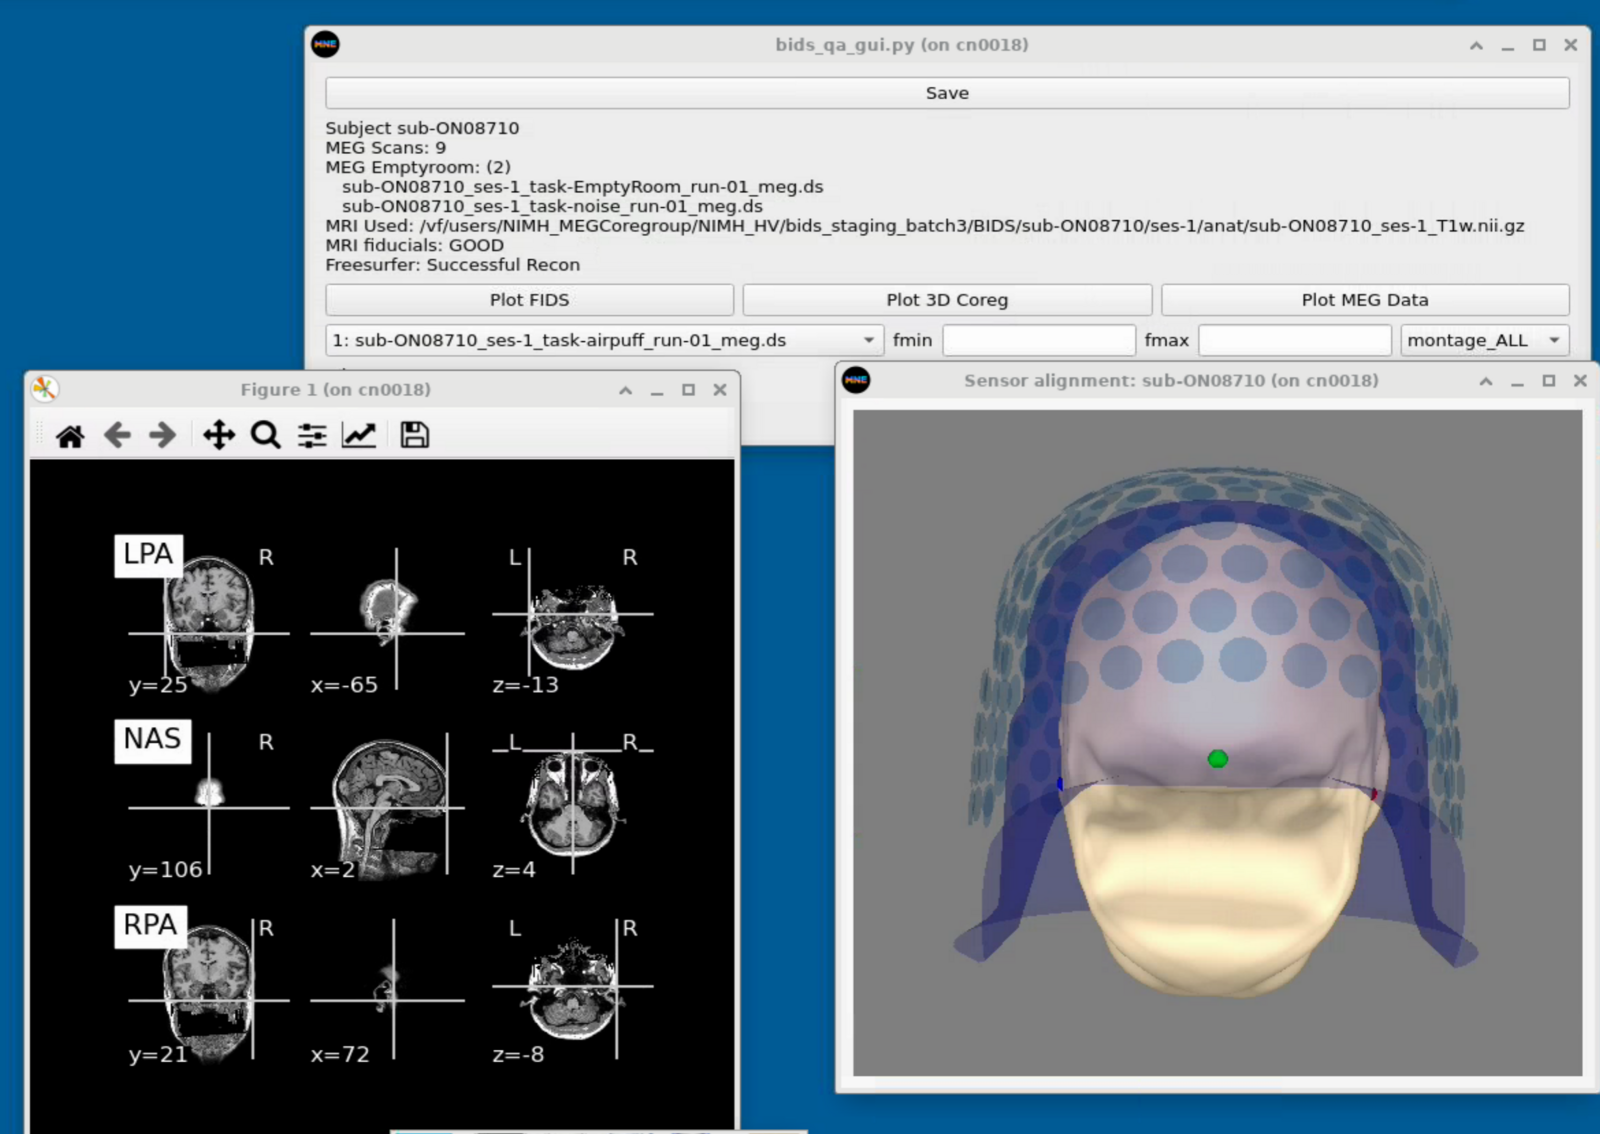 MNE
bids_qa_gui.py (on cn0018)
Save
Subject sub-ON08710
MEG Scans: 9
MEG Emptyroom: (2)
sub-ON08710_ses-1_task-EmptyRoom_run-01_meg.ds
sub-ON08710_ses-1_task-noise_run-01_meg.ds
MRI Used: /vf/users/NIMH_MEGCoregroup/NIMH_HV/bids_staging_batch3/BIDS/sub-ON08710/ses-1/anat/sub-ON08710_ses-1_T1w.nii.gz
MRI fiducials: GOOD
Freesurfer: Successful Recon
Plot FIDS Plot 3D Coreg Plot MEG Data
1: sub-ON08710_ses-1_task-airpuff_run-01_meg.ds fmin fmax montage_ALL
Figure 1 (on cn0018)
LPA R L R
y=25 x=-65 z=-13
NAS R L R
y=106 x=2 z=4
RPA R L R
y=21 x=72 z=-8
MNE
Sensor alignment: sub-ON08710 (on cn0018)